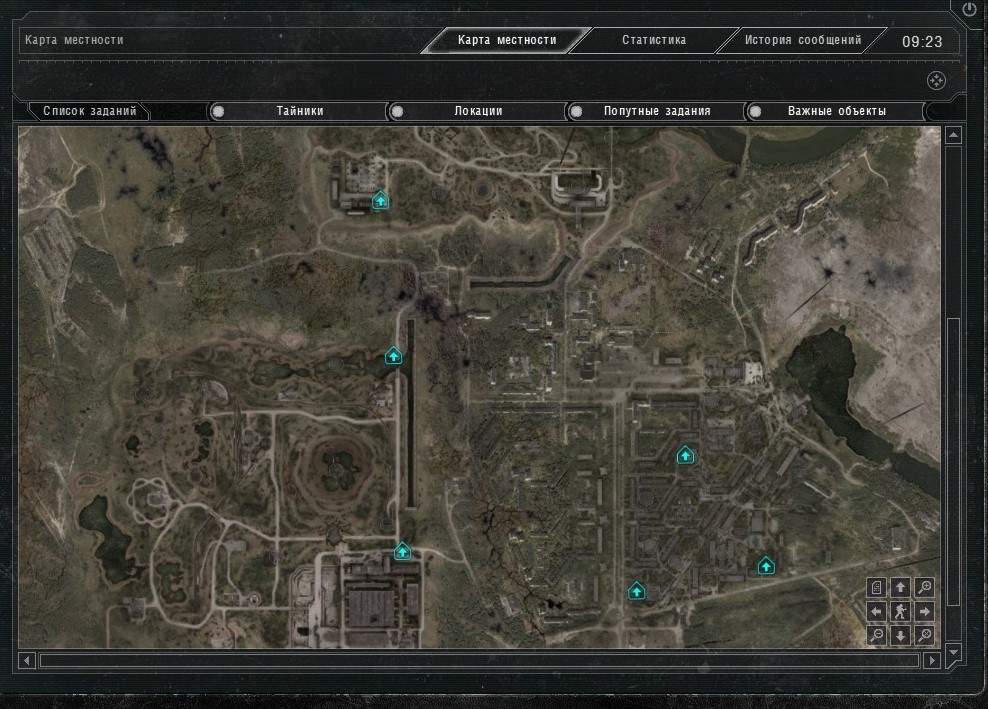 Карта местности
Карта местности
Статистика
История сообщений
09:23
Список заданий
Тайники
Локации
Попутные задания
Важные объекты